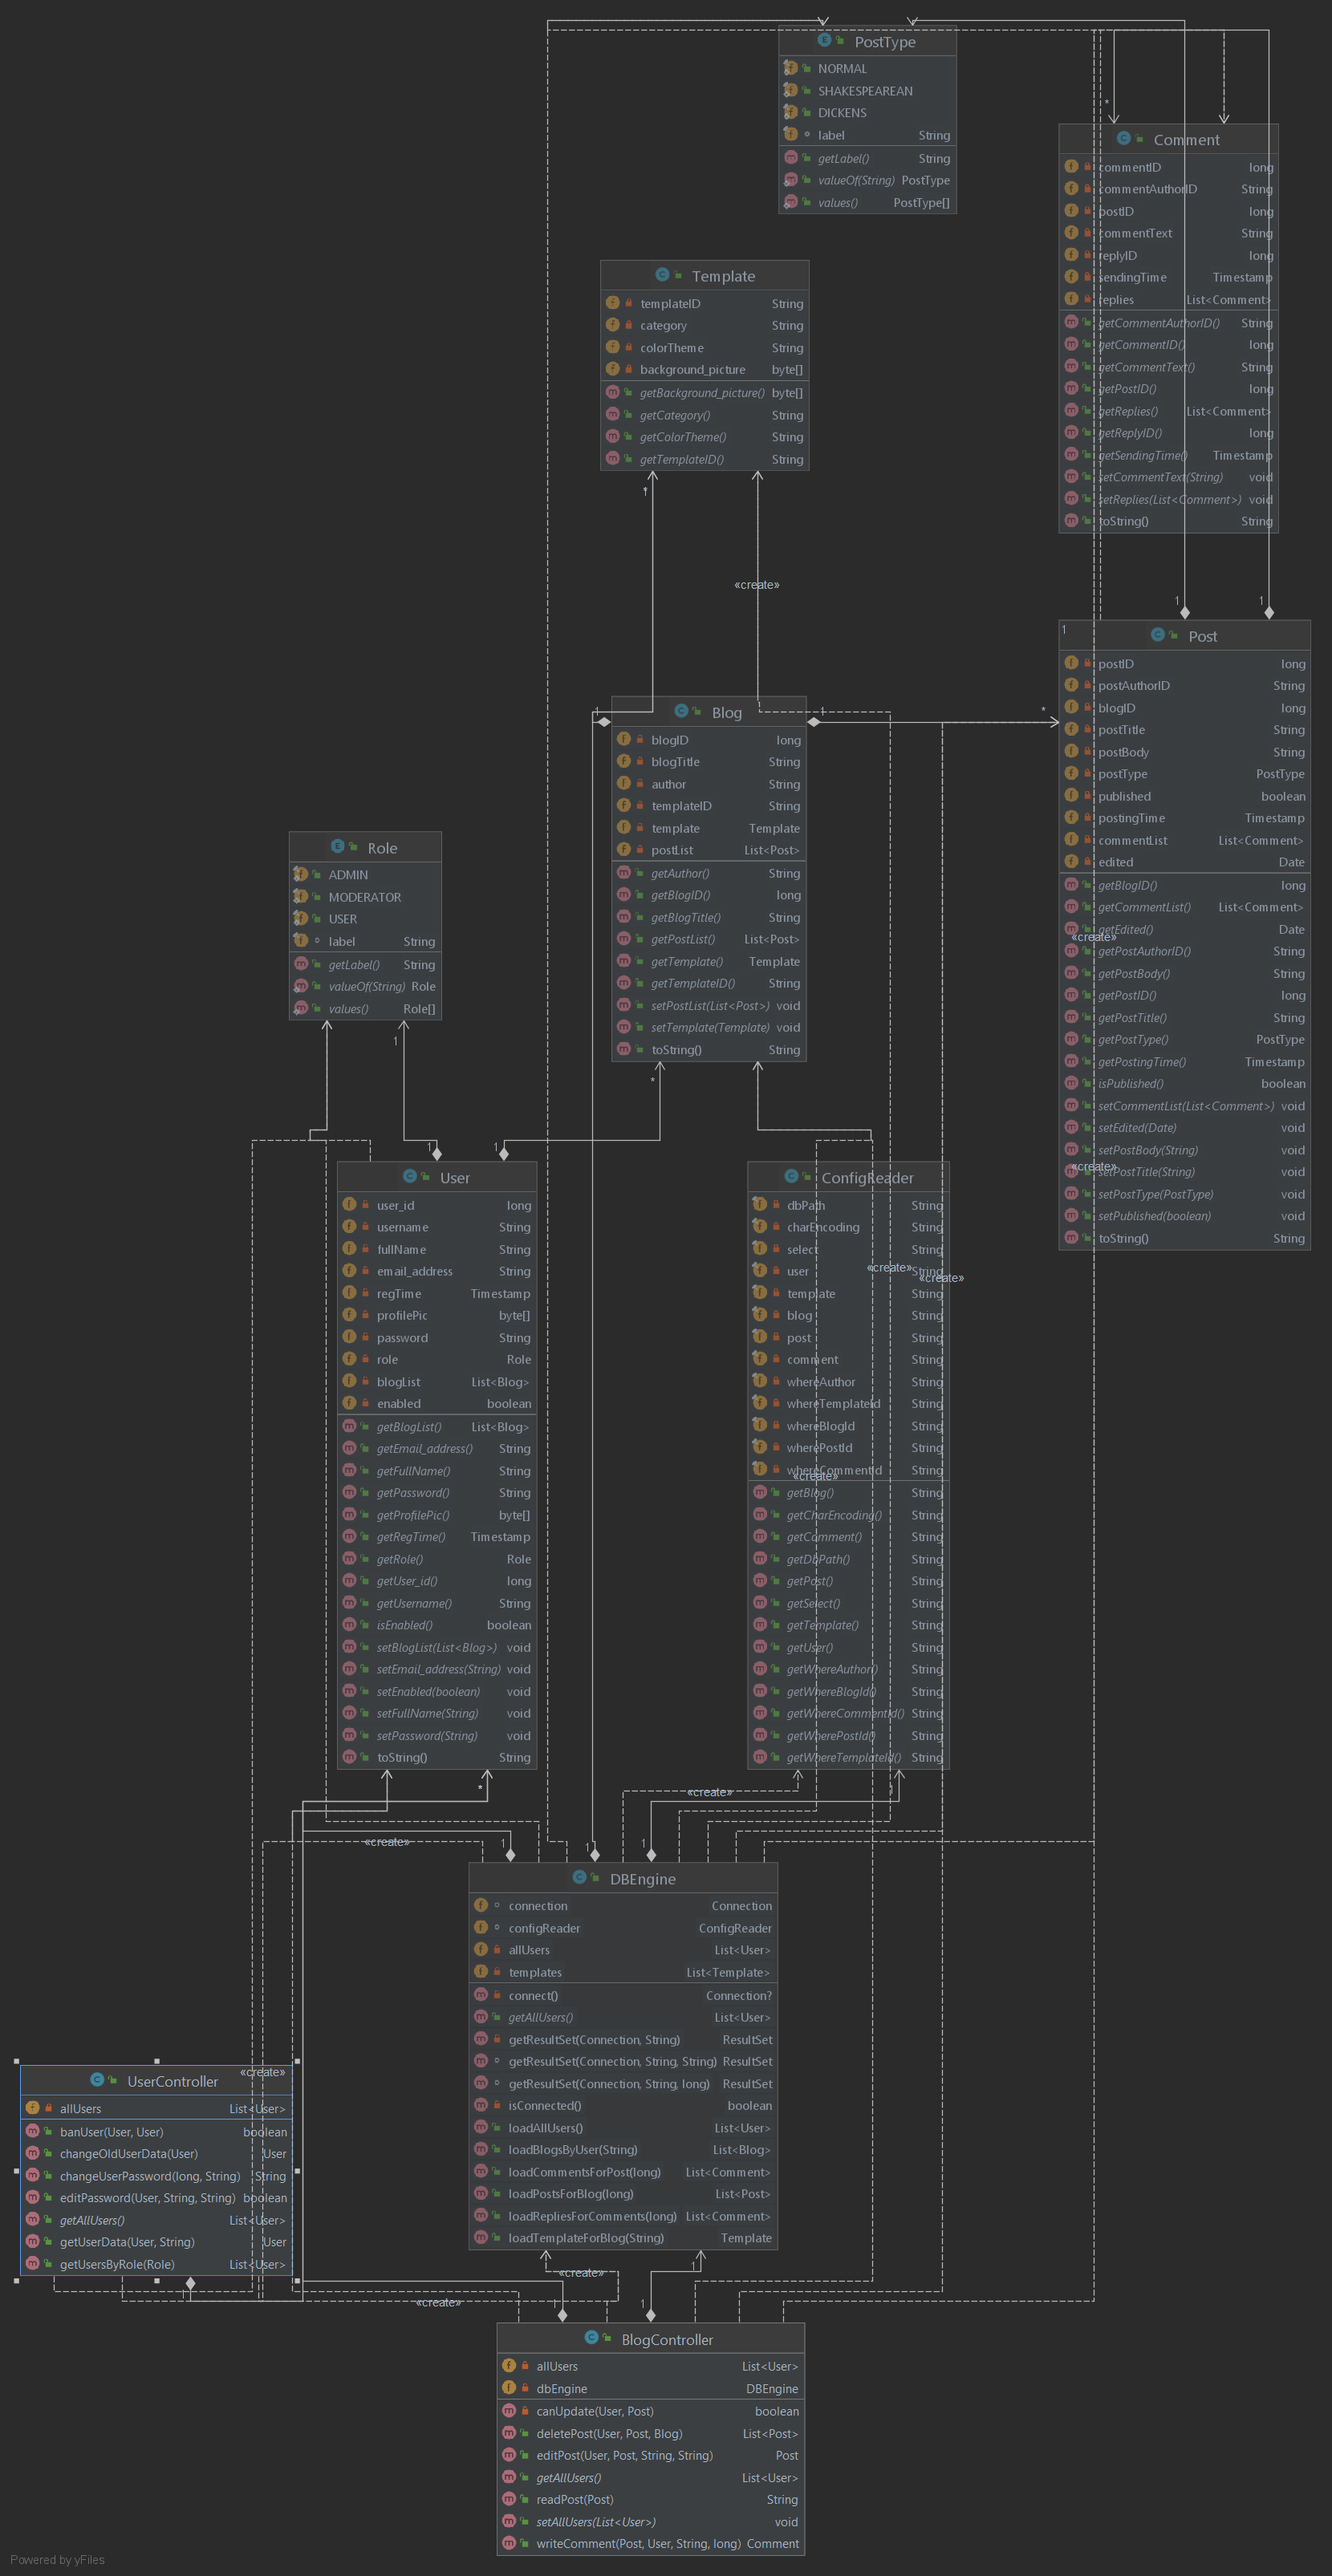 PostType
NORMAL
SHAKESPEAREAN
DICKENS
label String
getLabel() String
valueOf(String) PostType
values() PostType[]
*
Comment
commentID long
commentAuthorID String
postID long
commentText String
replyID long
sendingTime Timestamp
replies List<Comment>
getCommentAuthorID() String
getCommentID() long
getCommentText() String
getPostID() long
getReplies() List<Comment>
getReplyID() long
getSendingTime() Timestamp
setCommentText(String) void
setReplies(List<Comment>) void
toString() String
Template
templateID String
category String
colorTheme String
background_picture byte[]
getBackground_picture() byte[]
getCategory() String
getColorTheme() String
getTemplateID() String
«create»
1
1
1
Post
postID long
postAuthorID String
blogID long
postTitle String
postBody String
postType PostType
published boolean
postingTime Timestamp
commentList List<Comment>
edited Date
getBlogID() long
getCommentList() List<Comment>
getEdited() Date
«create»
getPostAuthorID() String
getPostBody() String
getPostID() long
getPostTitle() String
getPostType() PostType
getPostingTime() Timestamp
isPublished() boolean
setCommentList(List<Comment>) void
setEdited(Date) void
setPostBody(String) void
«create»
setPostTitle(String) void
setPostType(PostType) void
setPublished(boolean) void
toString() String
1
1
*
Blog
blogID long
blogTitle String
author String
templateID String
template Template
postList List<Post>
getAuthor() String
getBlogID() long
getBlogTitle() String
getPostList() List<Post>
getTemplate() Template
getTemplateID() String
setPostList(List<Post>) void
setTemplate(Template) void
toString() String
*
Role
ADMIN
MODERATOR
USER
label String
getLabel() String
valueOf(String) Role
values() Role[]
1
1
1
User
user_id long
username String
fullName String
email_address String
regTime Timestamp
profilePic byte[]
password String
role Role
blogList List<Blog>
enabled boolean
getBlogList() List<Blog>
getEmail_address() String
getFullName() String
getPassword() String
getProfilePic() byte[]
getRegTime() Timestamp
getRole() Role
getUser_id() long
getUsername() String
isEnabled() boolean
setBlogList(List<Blog>) void
setEmail_address(String) void
setEnabled(boolean) void
setFullName(String) void
setPassword(String) void
toString() String
*
ConfigReader
dbPath String
charEncoding String
select String
«create»
user String
«create»
template String
blog String
post String
comment String
whereAuthor String
whereTemplateId String
whereBlogId String
wherePostId String
whereCommentId String
«create»
getBlog() String
getCharEncoding() String
getComment() String
getDbPath() String
getPost() String
getSelect() String
getTemplate() String
getUser() String
getWhereAuthor() String
getWhereBlogId() String
getWhereCommentId() String
getWherePostId() String
getWhereTemplateId() String
«create»
«create»
1
1
1
DBEngine
connection Connection
configReader ConfigReader
allUsers List<User>
templates List<Template>
connect() Connection?
getAllUsers() List<User>
getResultSet(Connection, String) ResultSet
getResultSet(Connection, String, String) ResultSet
getResultSet(Connection, String, long) ResultSet
isConnected() boolean
loadAllUsers() List<User>
loadBlogsByUser(String) List<Blog>
loadCommentsForPost(long) List<Comment>
loadPostsForBlog(long) List<Post>
loadRepliesForComments(long) List<Comment>
loadTemplateForBlog(String) Template
«create»
UserController
allUsers List<User>
banUser(User, User) boolean
changeOldUserData(User) User
changeUserPassword(long, String) String
editPassword(User, String, String) boolean
getAllUsers() List<User>
getUserData(User, String) User
getUsersByRole(Role) List<User>
1
«create»
1
«create»
1
1
BlogController
allUsers List<User>
dbEngine DBEngine
canUpdate(User, Post) boolean
deletePost(User, Post, Blog) List<Post>
editPost(User, Post, String, String) Post
getAllUsers() List<User>
readPost(Post) String
setAllUsers(List<User>) void
writeComment(Post, User, String, long) Comment
Powered by yFiles